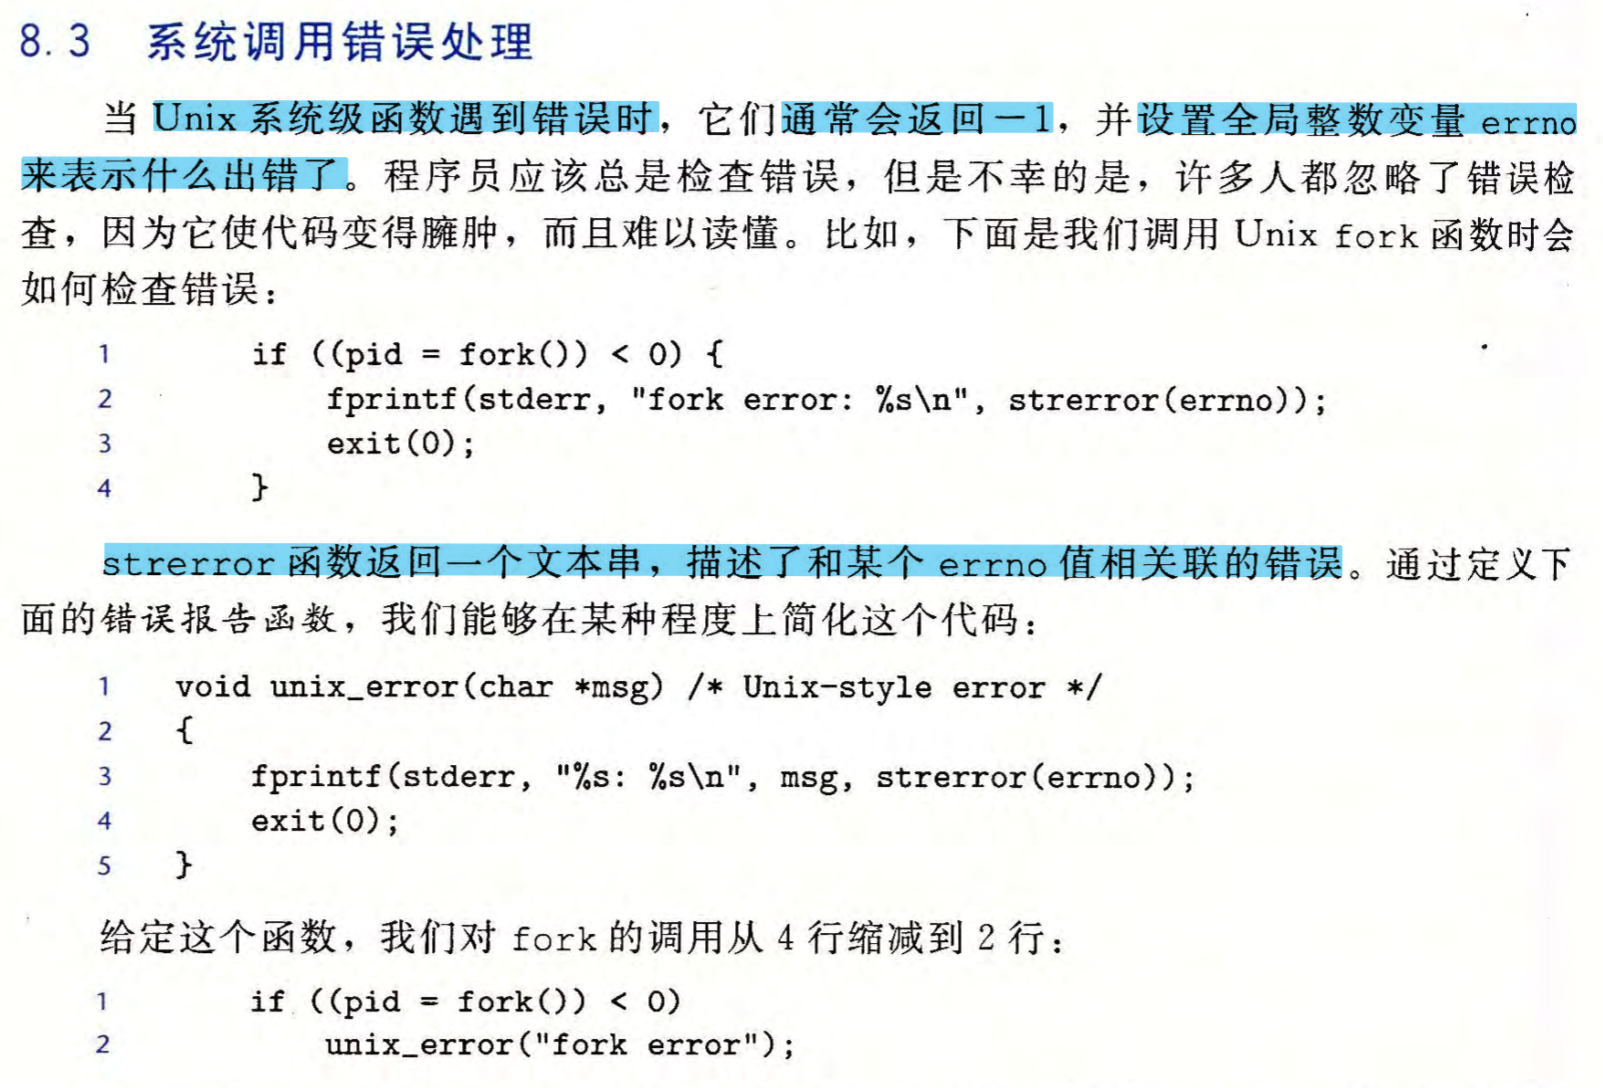 8.3 系统调用错误处理
当 Unix 系统级函数遇到错误时，它们通常会返回－1，并设置全局整数变量 errno
来表示什么出错了。程序员应该总是检查错误，但是不幸的是，许多人都忽略了错误检
查，因为它使代码变得臃肿，而且难以读懂。比如，下面是我们调用 Unix fork 函数时会
如何检查错误：
1 if ((pid = fork()) < 0) {
2 fprintf(stderr, "fork error: %s\n", strerror(errno));
3 exit(0);
4 }
strerror 函数返回一个文本串，描述了和某个 errno 值相关联的错误。通过定义下
面的错误报告函数，我们能够在某种程度上简化这个代码：
1 void unix_error(char *msg) /* Unix-style error */
2 {
3 fprintf(stderr, "%s: %s\n", msg, strerror(errno));
4 exit(0);
5 }
给定这个函数，我们对 fork 的调用从 4 行缩减到 2 行：
1 if ((pid = fork()) < 0)
2 unix_error("fork error");